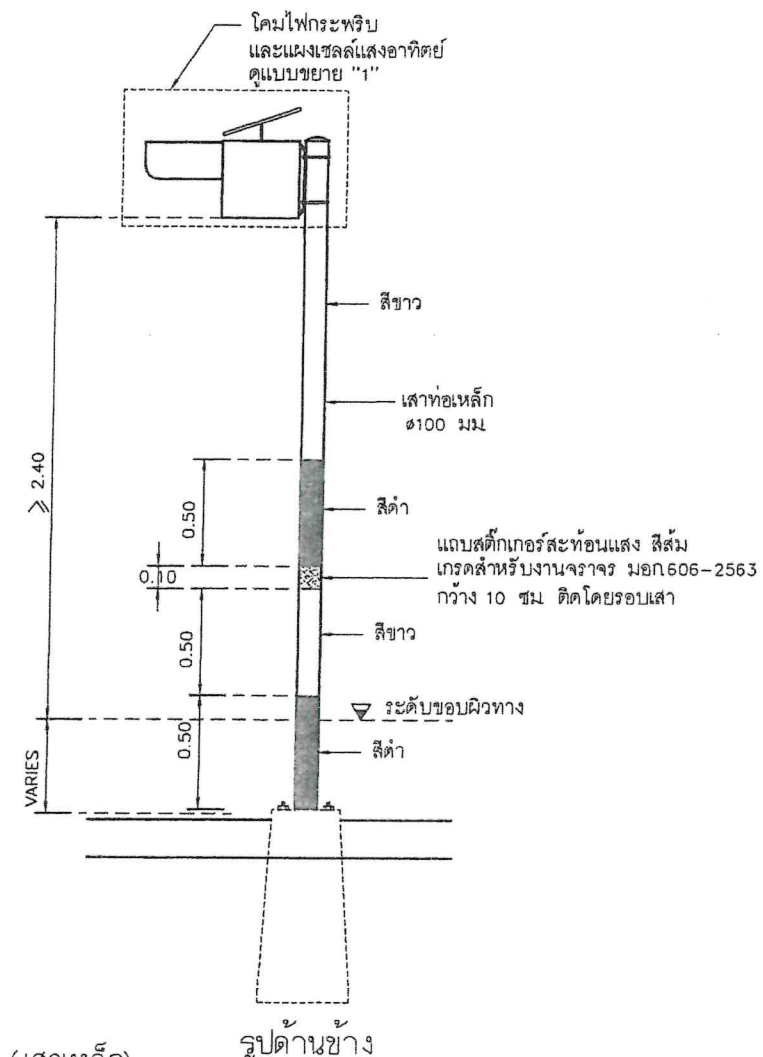 โคมไฟกระพริบ
และแผงเซลล์แสงอาทิตย์
ดูแบบขยาย "1"
สีขาว
เสาท่อเหล็ก
ø100 มม.
≥ 2.40
0.50
สีดำ
แถบสติ๊กเกอร์สะท้อนแสง สีส้ม
เกรดสำหรับงานจราจร มอก.606-2563
กว้าง 10 ซม. ติดโดยรอบเสา
0.10
0.50
สีขาว
ระดับขอบผิวทาง
0.50
สีดำ
VARIES
รูปด้านข้าง